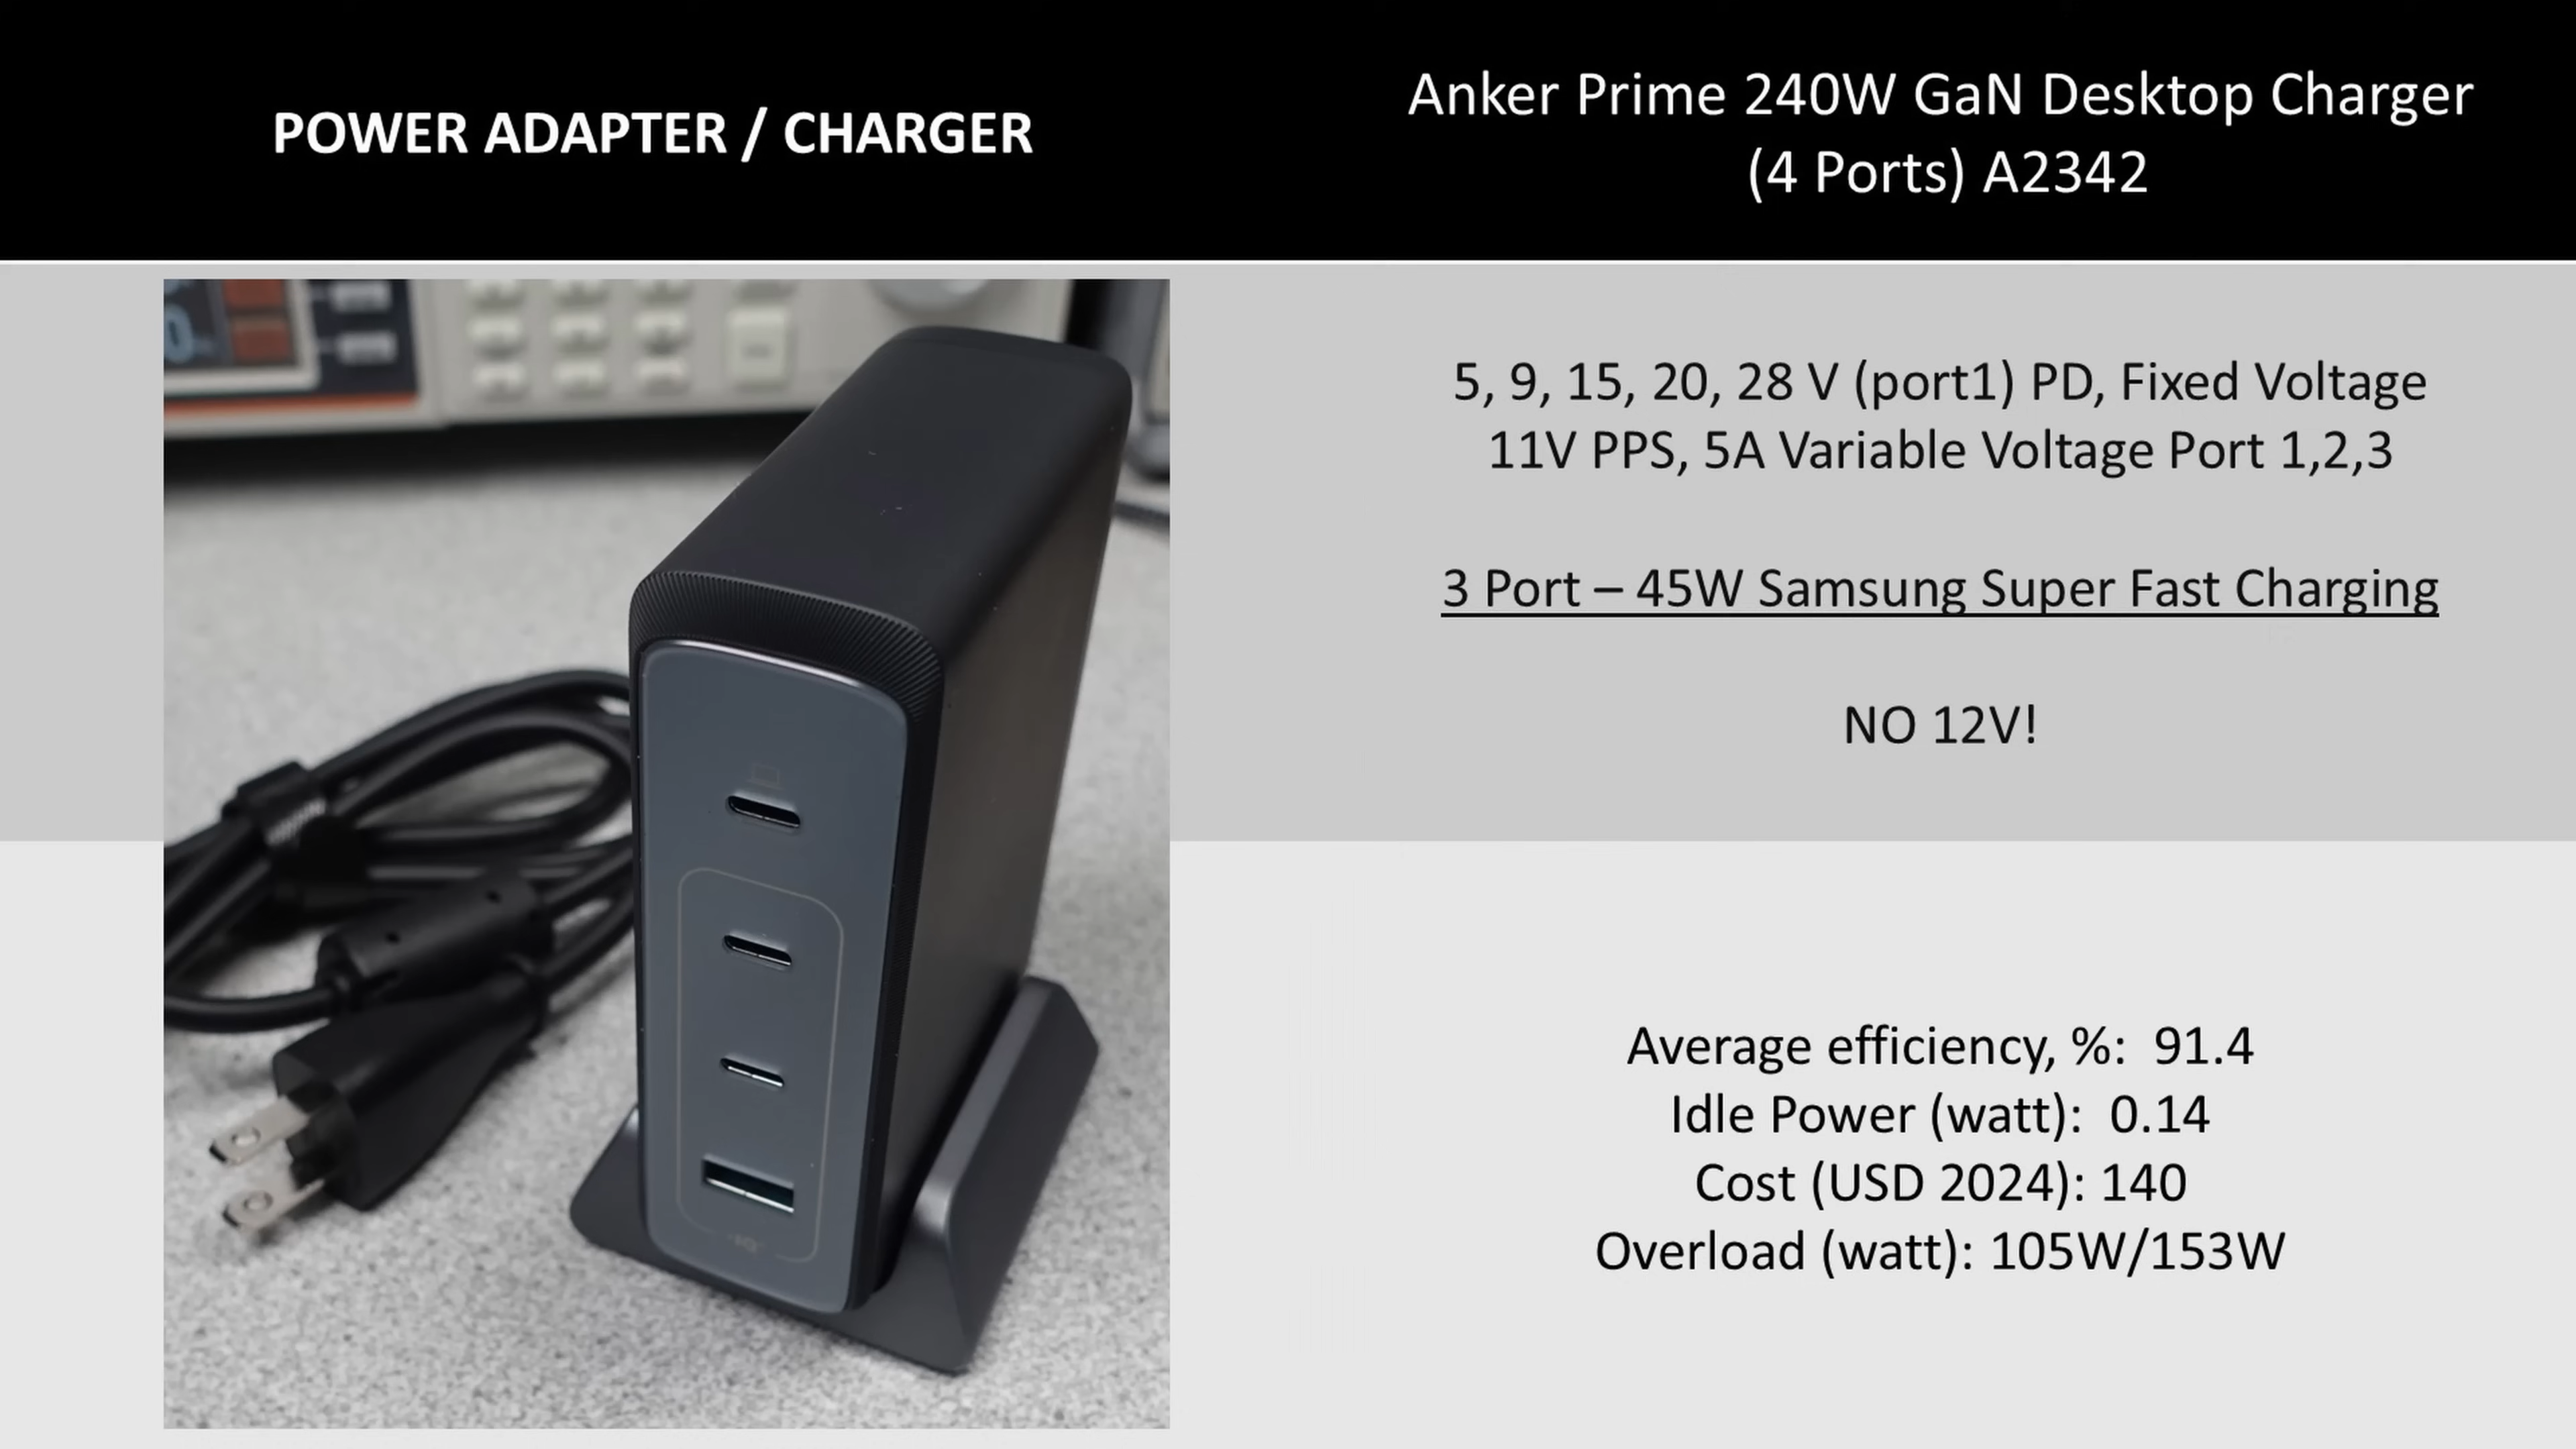 POWER ADAPTER / CHARGER
Anker Prime 240W GaN Desktop Charger
(4 Ports) A2342
5, 9, 15, 20, 28 V (port1) PD, Fixed Voltage
11V PPS, 5A Variable Voltage Port 1,2,3
3 Port – 45W Samsung Super Fast Charging
NO 12V!
Average efficiency, %: 91.4
Idle Power (watt): 0.14
Cost (USD 2024): 140
Overload (watt): 105W/153W